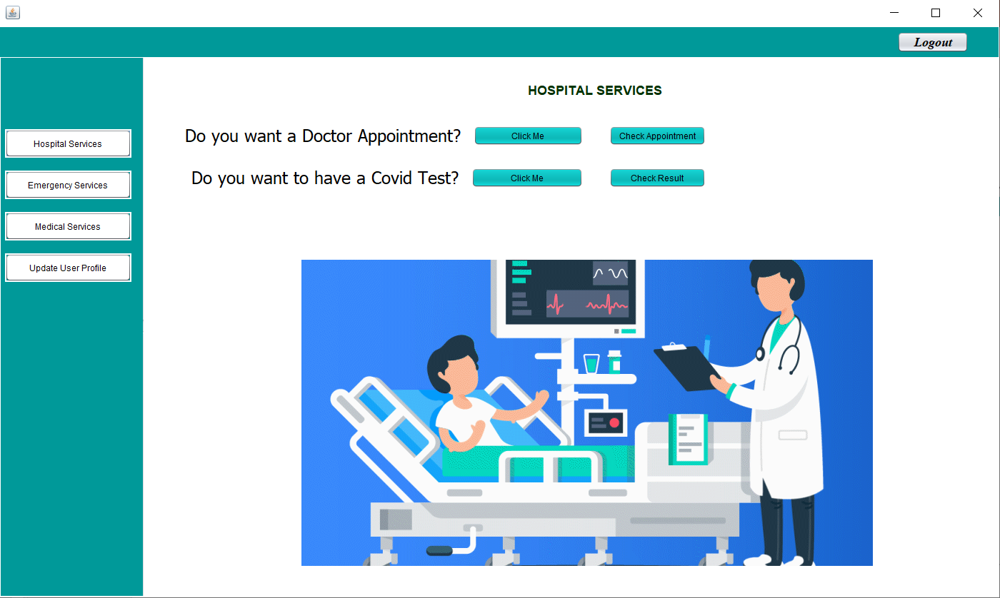 Logout
HOSPITAL SERVICES
Do you want a Doctor Appointment? Click Me Check Appointment
Do you want to have a Covid Test? Click Me Check Result
Hospital Services
Emergency Services
Medical Services
Update User Profile